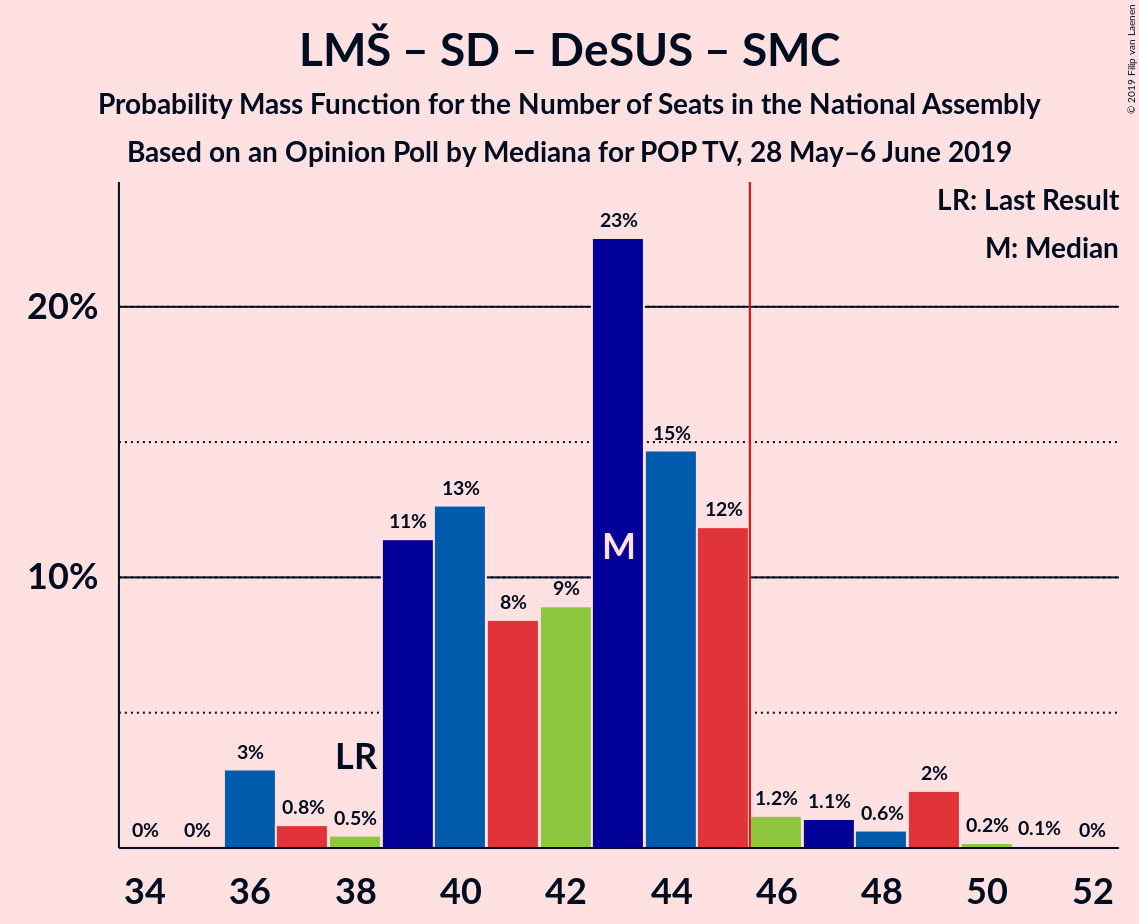 LMŠ – SD – DeSUS – SMC
Probability Mass Function for the Number of Seats in the National Assembly
Based on an Opinion Poll by Mediana for POP TV, 28 May–6 June 2019
© 2019 Filip van Laenen
LR: Last Result
M: Median
20%
10%
0%
0%
3%
0.8%
0.5%
11%
13%
8%
9%
23%
15%
12%
1.2%
1.1%
0.6%
2%
0.2%
0.1%
0%
LR
M
34 36 38 40 42 44 46 48 50 52